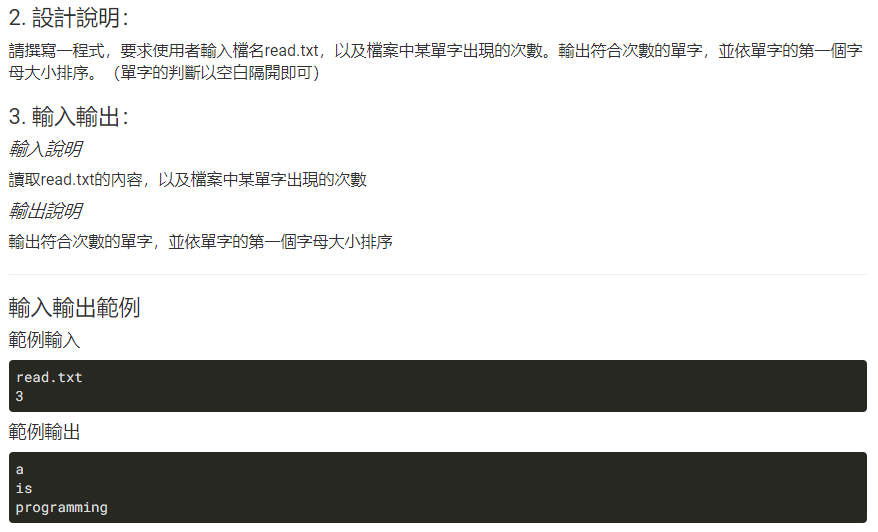 2. 設計說明：
請撰寫一程式，要求使用者輸入檔名read.txt，以及檔案中某單字出現的次數。輸出符合次數的單字，並依單字的第一個字
母大小排序。（單字的判斷以空白隔開即可）
3. 輸入輸出：
輸入說明
讀取read.txt的內容，以及檔案中某單字出現的次數
輸出說明
輸出符合次數的單字，並依單字的第一個字母大小排序
輸入輸出範例
範例輸入
read.txt
3
範例輸出
a
is
programming